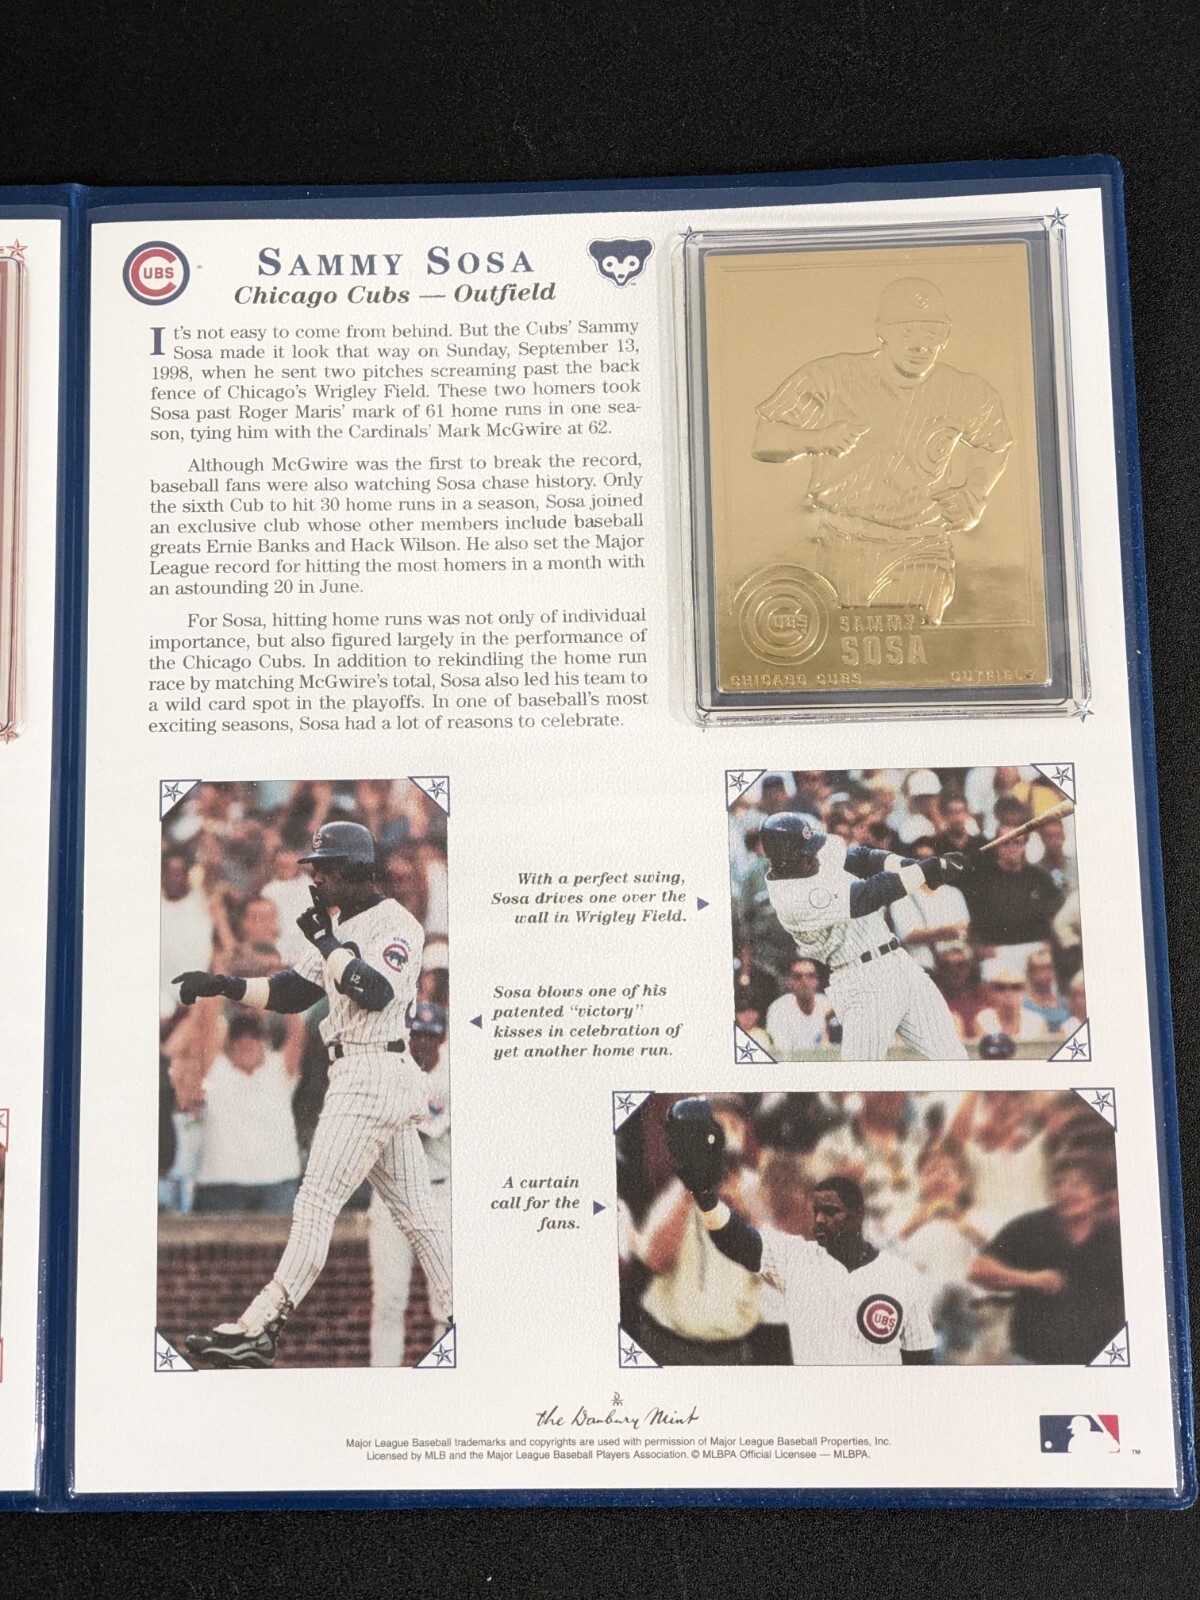 UBS
SAMMY SOSA
Chicago Cubs — Outfield
It's not easy to come from behind. But the Cubs' Sammy
Sosa made it look that way on Sunday, September 13,
1998, when he sent two pitches screaming past the back
fence of Chicago's Wrigley Field. These two homers took
Sosa past Roger Maris' mark of 61 home runs in one sea-
son, tying him with the Cardinals' Mark McGwire at 62.
Although McGwire was the first to break the record,
baseball fans were also watching Sosa chase history. Only
the sixth Cub to hit 30 home runs in a season, Sosa joined
an exclusive club whose other members include baseball
greats Ernie Banks and Hack Wilson. He also set the Major
League record for hitting the most homers in a month with
an astounding 20 in June.
For Sosa, hitting home runs was not only of individual
importance, but also figured largely in the performance of
the Chicago Cubs. In addition to rekindling the home run
race by matching McGwire's total, Sosa also led his team to
a wild card spot in the playoffs. In one of baseball's most
exciting seasons, Sosa had a lot of reasons to celebrate.
UBS
SAMMY
SOSA
CHICAGO CUBS OUTFIELD
With a perfect swing,
Sosa drives one over the
wall in Wrigley Field.
Sosa blows one of his
patented "victory"
kisses in celebration of
yet another home run.
21
A curtain
call for the
fans.
UBS
the Danbury Mint
Major League Baseball trademarks and copyrights are used with permission of Major League Baseball Properties, Inc.
Licensed by MLB and the Major League Baseball Players Association. © MLBPA Official Licensee — MLBPA.
TM